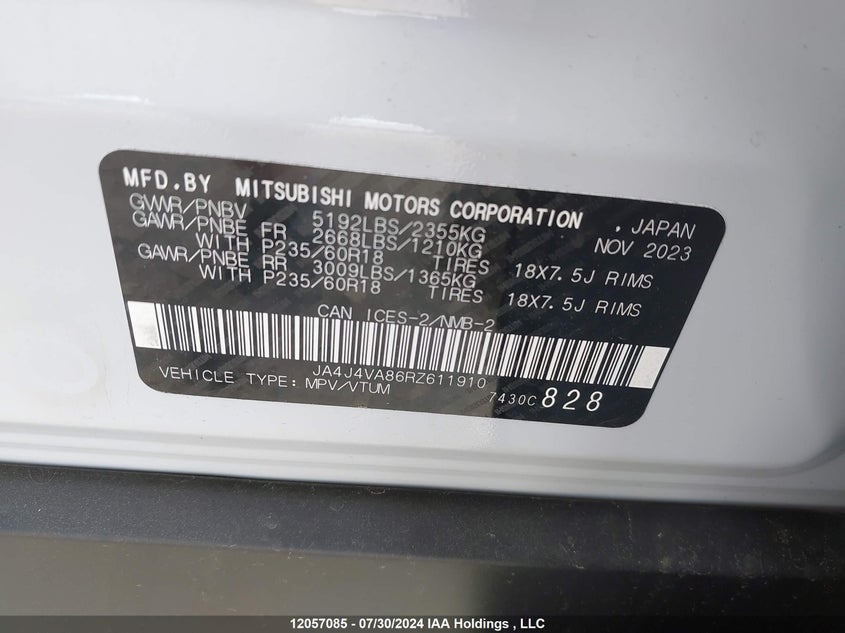 MFD.BY MITSUBISHI MOTORS CORPORATION , JAPAN
GVWR/PNBV 5192LBS/2355KG NOV 2023
GAWR/PNBE FR 2668LBS/1210KG
WITH P235/60R18 TIRES 18X7.5J RIMS
GAWR/PNBE RR 3009LBS/1365KG
WITH P235/60R18 TIRES 18X7.5J RIMS
CAN ICES-2/NMB-2
JA4J4VA86RZ611910
VEHICLE TYPE: MPV/VTUM 7430C 828
12057085 - 07/30/2024 IAA Holdings , LLC